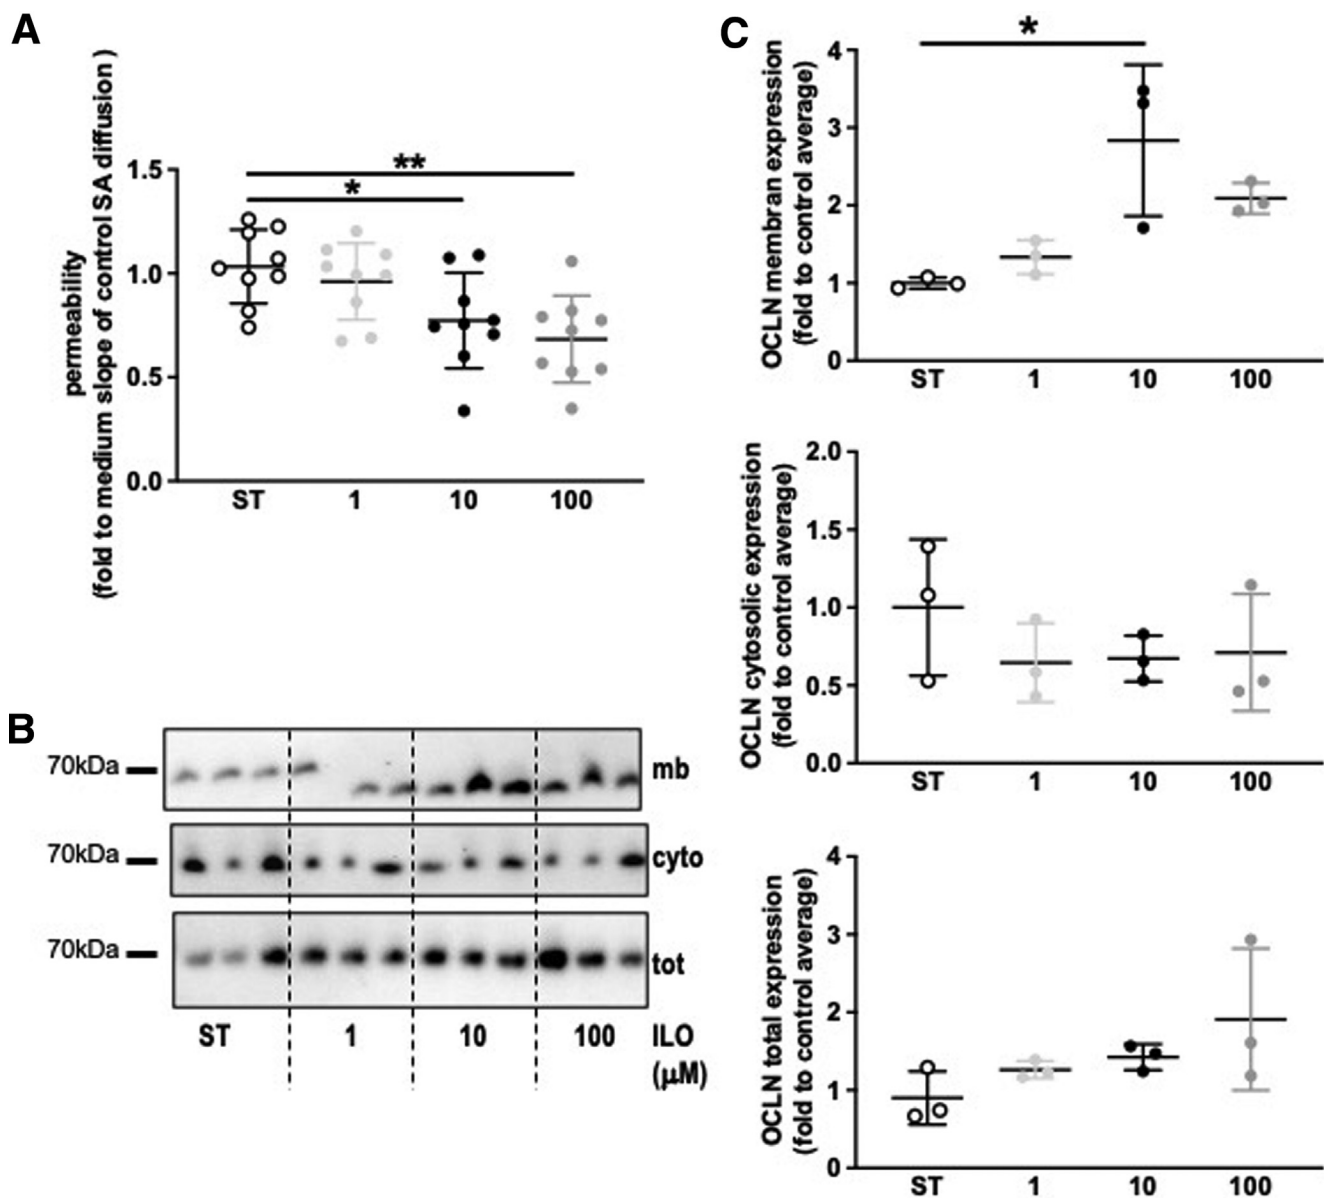 A
permeability
(fold to medium slope of control SA diffusion )
1.5
1.0
0.5
0.0
**
*
ST 1 10 100
B
70kDa mb
70kDa cyto
70kDa tot
ST 1 10 100 ILO
(µM)
C
OCLN membran expression
(fold to control average)
4
3
2
1
0
*
ST 1 10 100
OCLN cytosolic expression
(fold to control average)
2.0
1.5
1.0
0.5
0.0
ST 1 10 100
OCLN total expression
(fold to control average)
4
3
2
1
0
ST 1 10 100